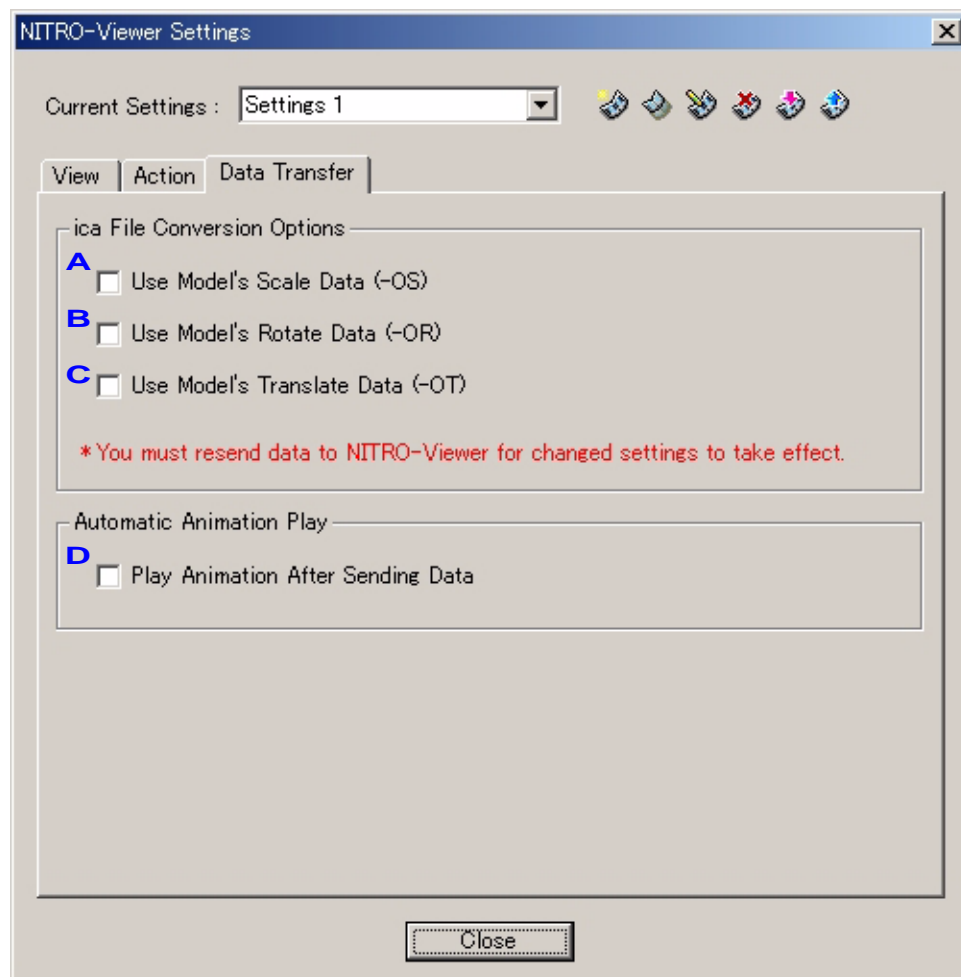 NITRO-Viewer Settings
Current Settings : Settings 1
View Action Data Transfer
ica File Conversion Options
A Use Model's Scale Data (-OS)
B Use Model's Rotate Data (-OR)
C Use Model's Translate Data (-OT)
* You must resend data to NITRO-Viewer for changed settings to take effect.
Automatic Animation Play
D Play Animation After Sending Data
Close